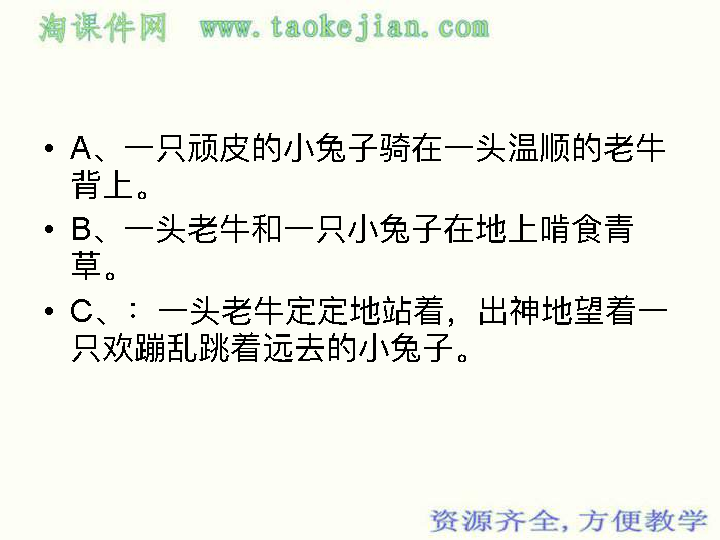 淘课件网 www.taokejian.com
• A、一只顽皮的小兔子骑在一头温顺的老牛
背上。
• B、一头老牛和一只小兔子在地上啃食青
草。
• C、：一头老牛定定地站着，出神地望着一
只欢蹦乱跳着远去的小兔子。
资源齐全,方便教学